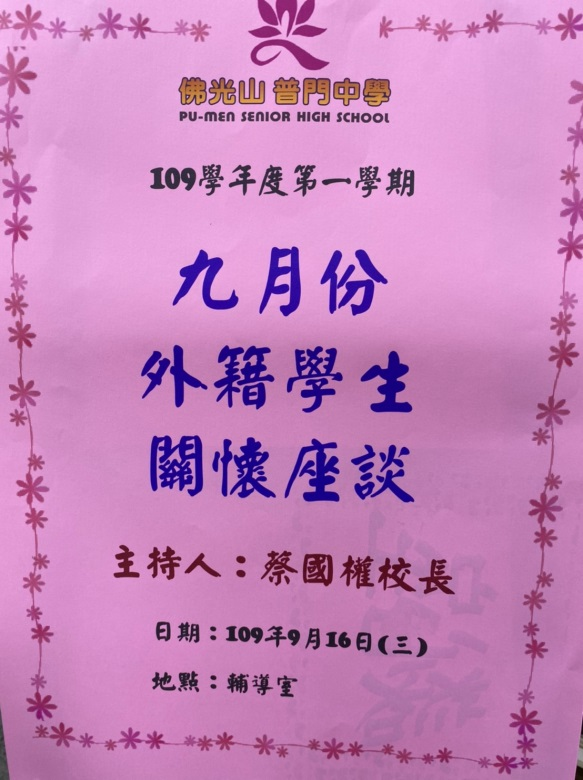 佛光山 普門中學
PU-MEN SENIOR HIGH SCHOOL
109學年度第一學期
九月份
外籍學生
關懷座談
主持人：蔡國權校長
日期：109年9月16日(三)
地點：輔導室